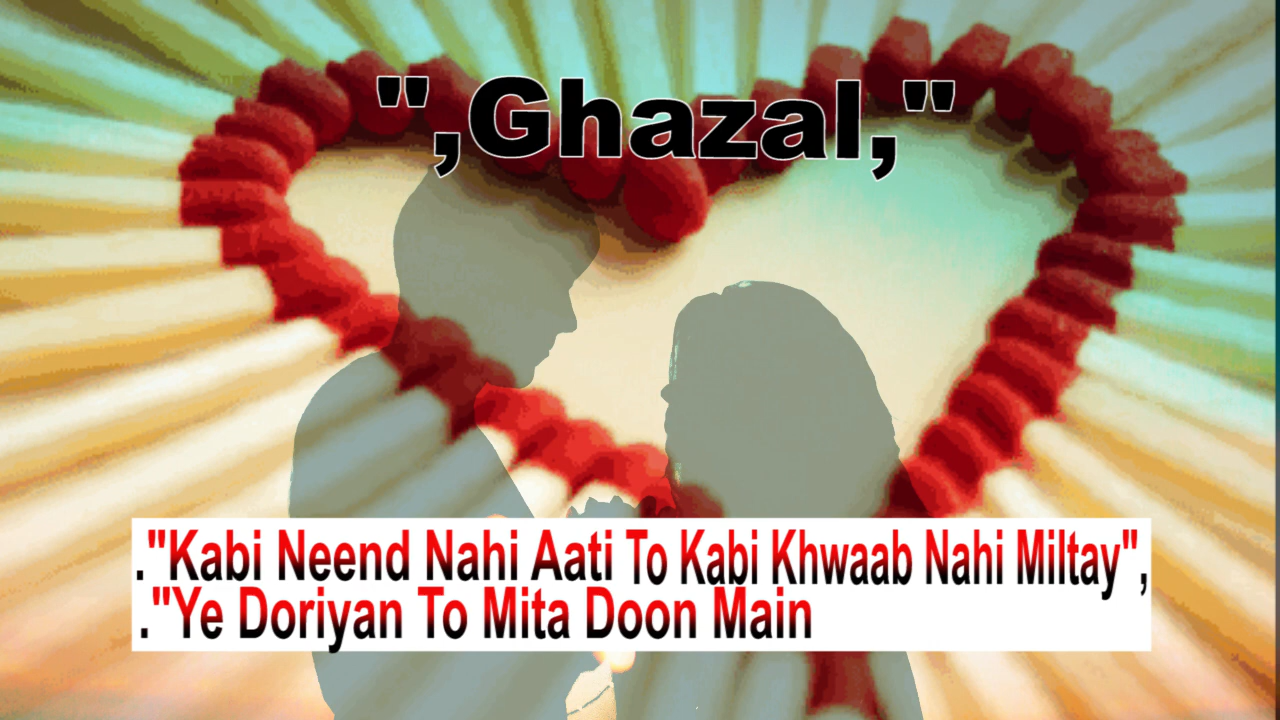 ",Ghazal,"
."Kabi Neend Nahi Aati To Kabi Khwaab Nahi Miltay",
."Ye Doriyan To Mita Doon Main